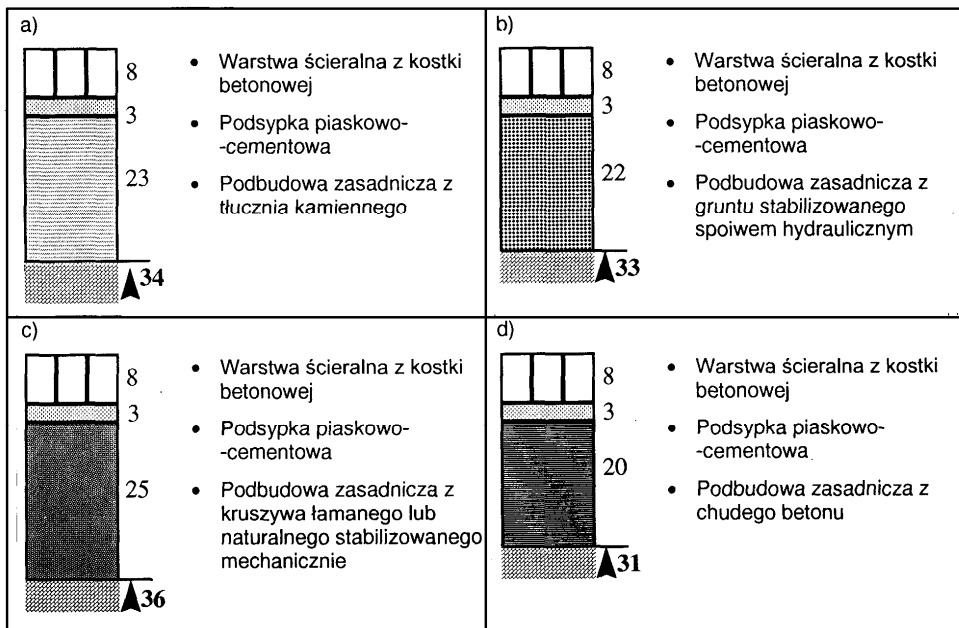 a)
8
3
23
34
• Warstwa ścieralna z kostki
betonowej
• Podsypka piaskowo-
-cementowa
• Podbudowa zasadnicza z
tłucznia kamiennego
b)
8
3
22
33
• Warstwa ścieralna z kostki
betonowej
• Podsypka piaskowo-
-cementowa
• Podbudowa zasadnicza z
gruntu stabilizowanego
spoiwem hydraulicznym
c)
8
3
25
36
• Warstwa ścieralna z kostki
betonowej
• Podsypka piaskowo-
-cementowa
• Podbudowa zasadnicza z
kruszywa łamanego lub
naturalnego stabilizowanego
mechanicznie
d)
8
3
20
31
• Warstwa ścieralna z kostki
betonowej
• Podsypka piaskowo-
-cementowa
• Podbudowa zasadnicza z
chudego betonu